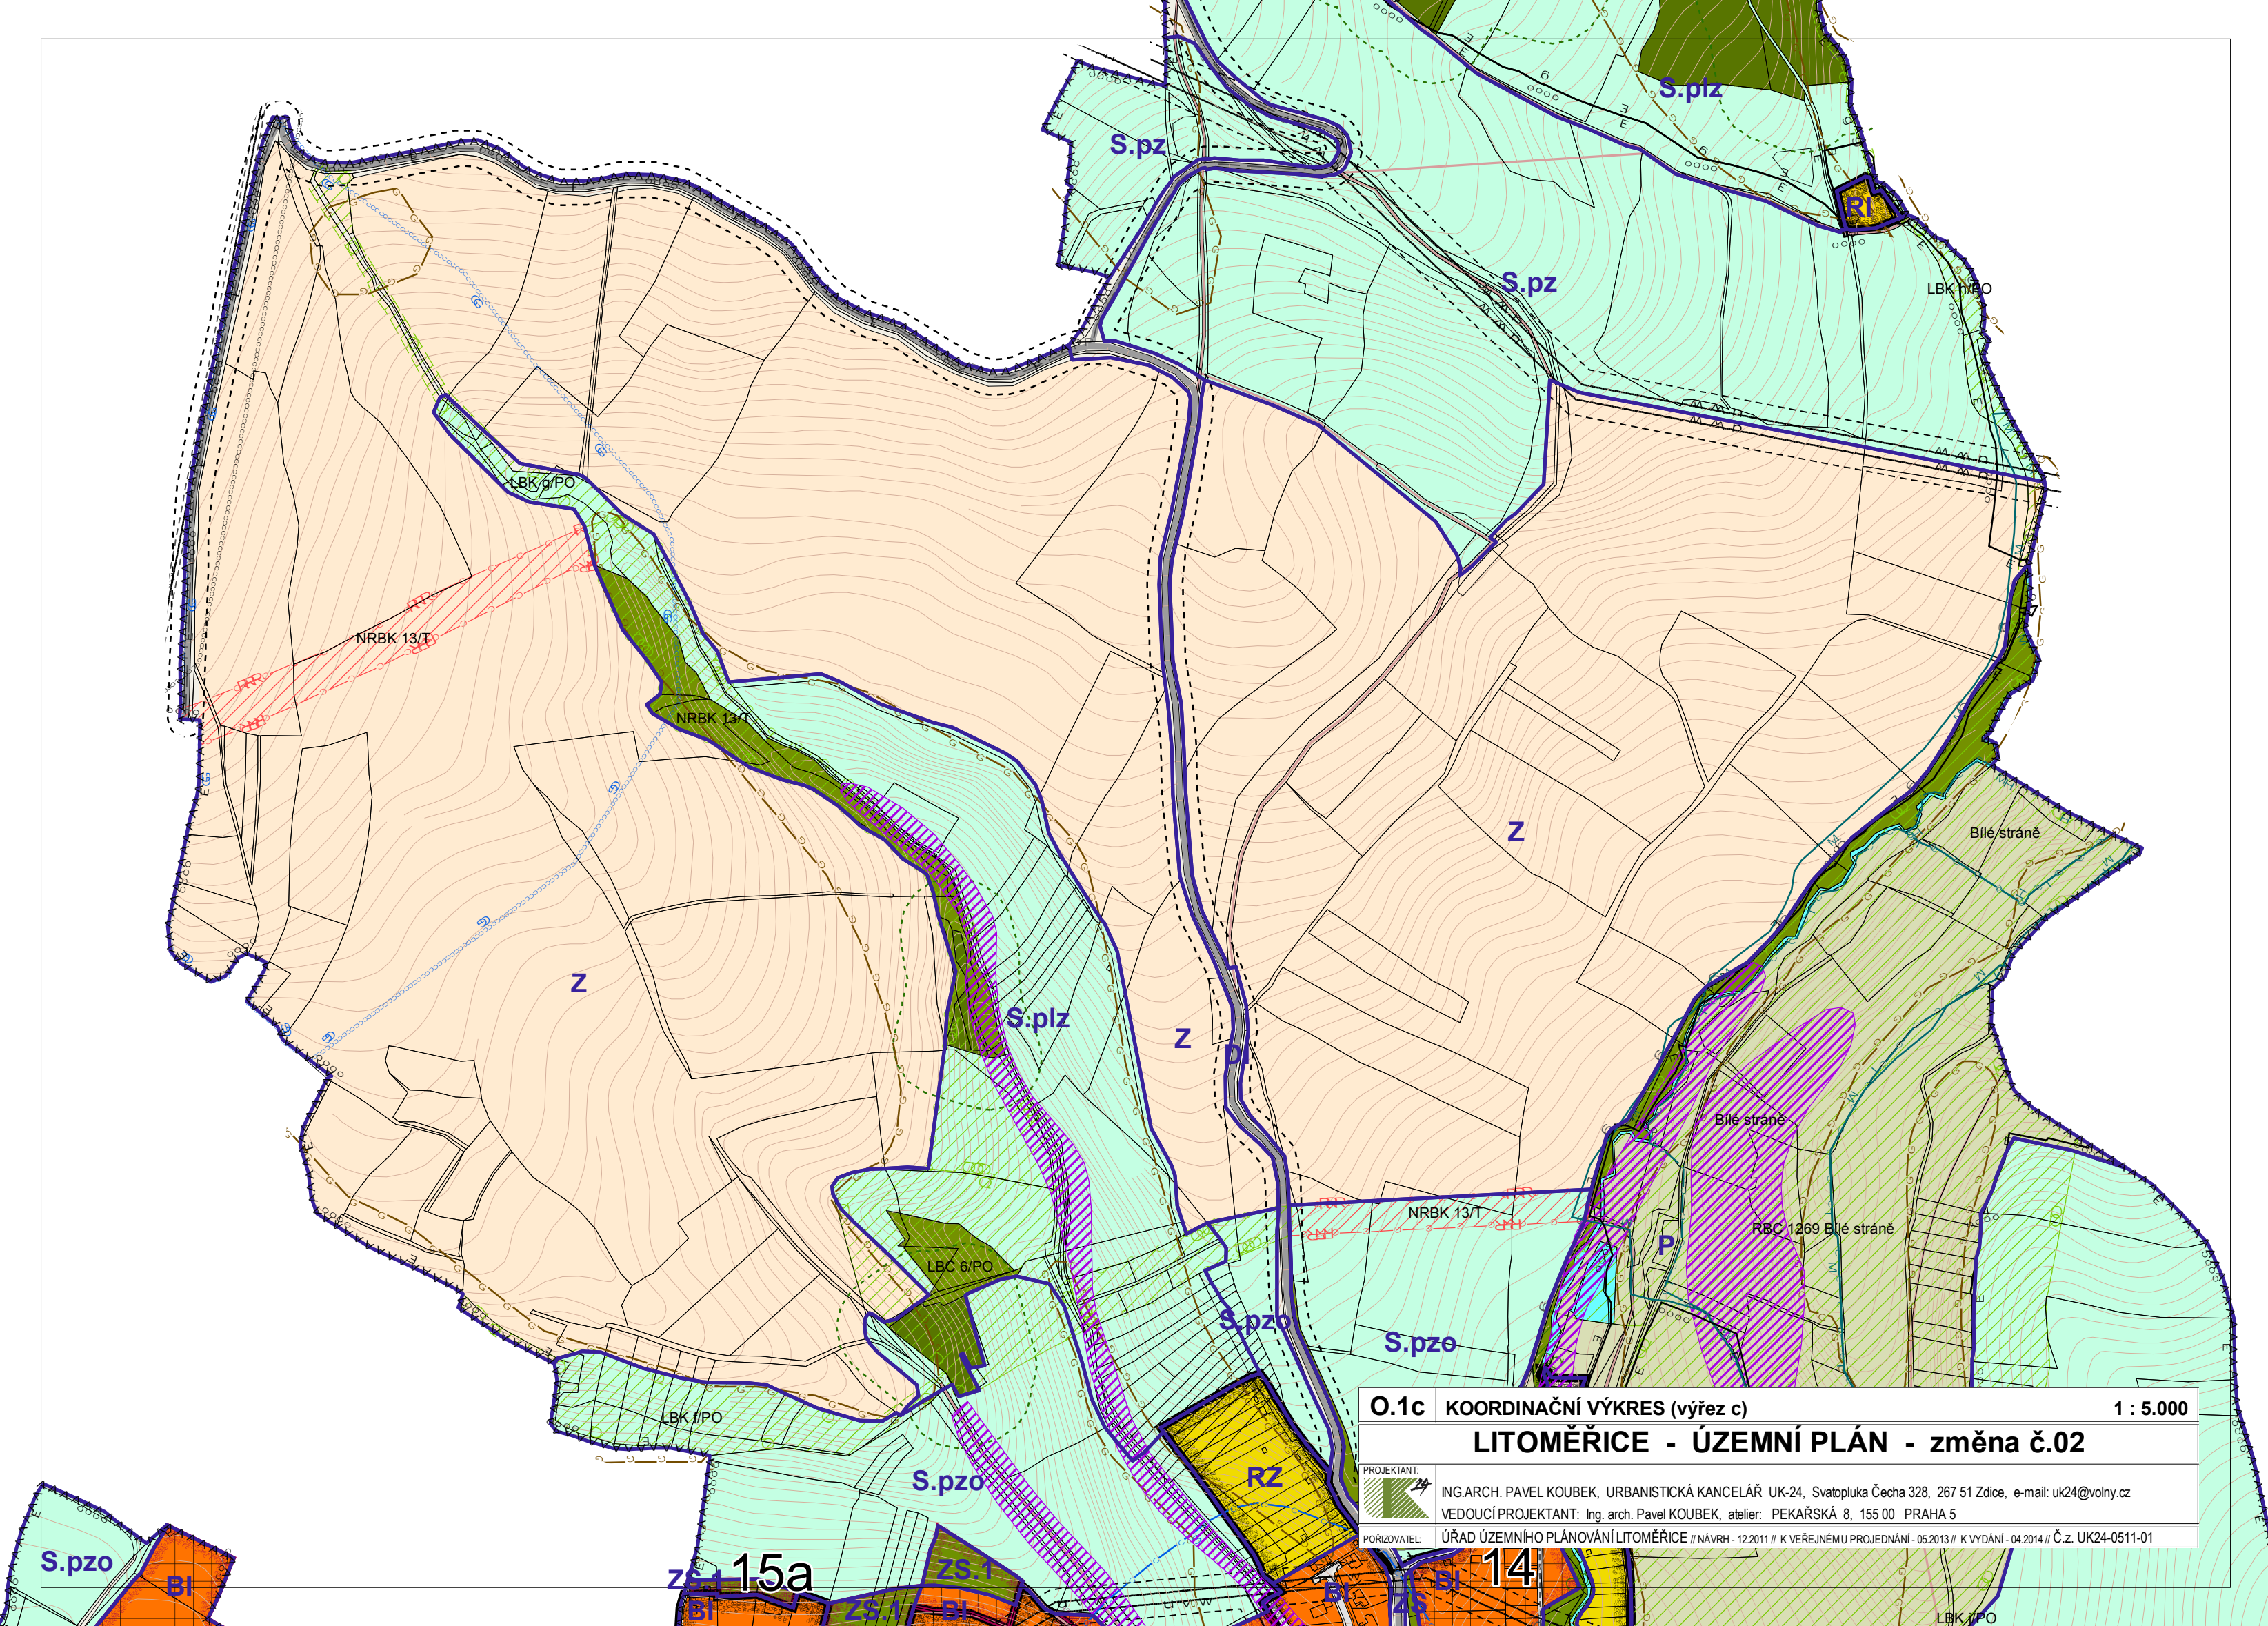 S.plz
S.pz
RI
S.pz
LBK h/PO
LBK g/PO
NRBK 13/T
NRBK 13/T
Z
Bílé stráně
Z
S.plz
Z
DI
Bílé stráně
NRBK 13/T
RBC 1269 Bílé stráně
P
LBC 6/PO
S.pzo
S.pzo
LBK f/PO
S.pzo
RZ
O.1c KOORDINAČNÍ VÝKRES (výřez c) 1 : 5.000
LITOMĚŘICE - ÚZEMNÍ PLÁN - změna č.02
PROJEKTANT:
24
ING.ARCH. PAVEL KOUBEK, URBANISTICKÁ KANCELÁŘ UK-24, Svatopluka Čecha 328, 267 51 Zdice, e-mail: uk24@volny.cz
VEDOUCÍ PROJEKTANT: Ing. arch. Pavel KOUBEK, atelier: PEKAŘSKÁ 8, 155 00 PRAHA 5
POŘIZOVATEL: ÚŘAD ÚZEMNÍHO PLÁNOVÁNÍ LITOMĚŘICE // NÁVRH - 12.2011 // K VEŘEJNÉMU PROJEDNÁNÍ - 05.2013 // K VYDÁNÍ - 04.2014 // Č.z. UK24-0511-01
S.pzo
BI
ZS.1
15a
ZS.1
BI
14
BI
BI
ZS.1
BI
ZS
LBK i/PO